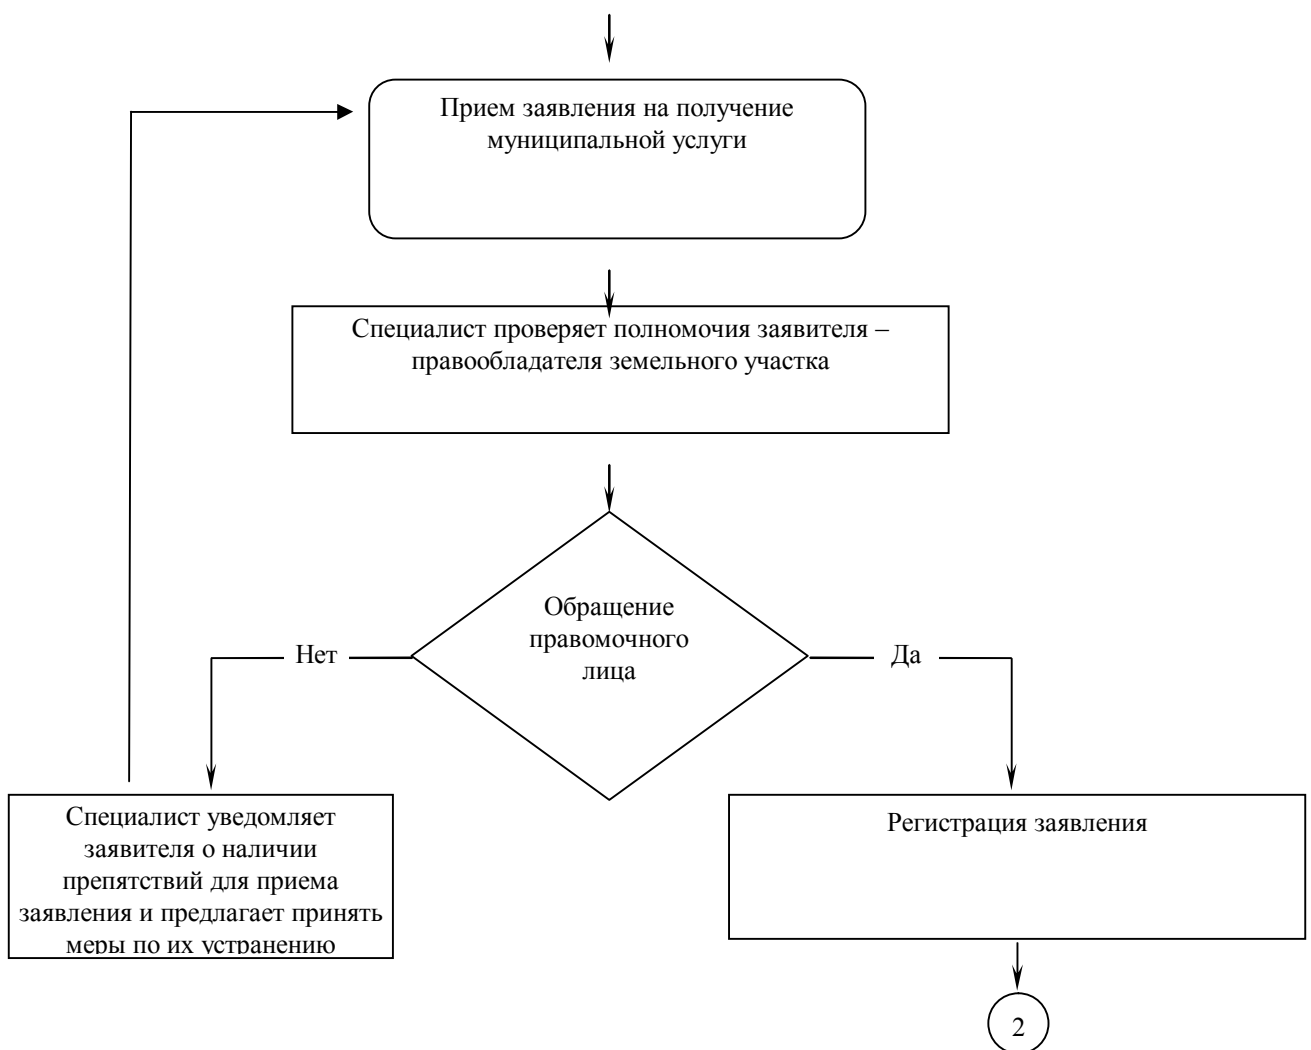 Прием заявления на получение
муниципальной услуги
Специалист проверяет полномочия заявителя –
правообладателя земельного участка
Обращение
правомочного
лица
Нет
Да
Специалист уведомляет
заявителя о наличии
препятствий для приема
заявления и предлагает принять
меры по их устранению
Регистрация заявления
2